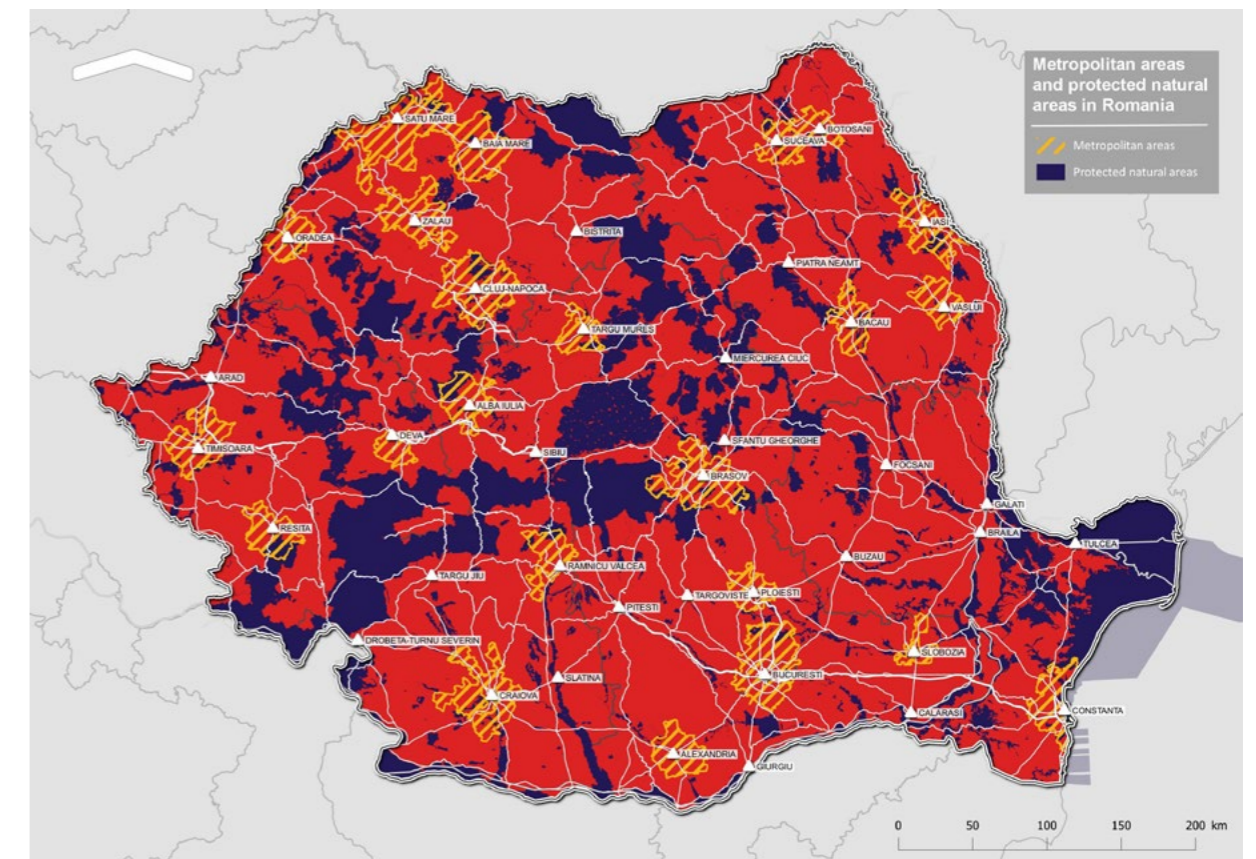 Metropolitan areas
and protected natural
areas in Romania
Metropolitan areas
Protected natural areas
SATU MARE
BAIA MARE
BOTOSANI
SUCEAVA
ZALAU
IASI
BISTRITA
ORADEA
PIATRA NEAMT
CLUJ-NAPOCA
VASLUI
BACAU
TARGU MURES
MIERCUREA CIUC
ARAD
ALBA IULIA
DEVA
SFANTU GHEORGHE
TIMISOARA
SIBIU
FOCSANI
BRASOV
GALATI
RESITA
BRAILA
TULCEA
BUZAU
RAMNICU VALCEA
TARGU JIU
TARGOVISTE
PLOIESTI
PITESTI
DROBETA-TURNU SEVERIN
SLOBOZIA
BUCURESTI
SLATINA
CRAIOVA
CALARASI
CONSTANTA
ALEXANDRIA
GIURGIU
0 50 100 150 200 km